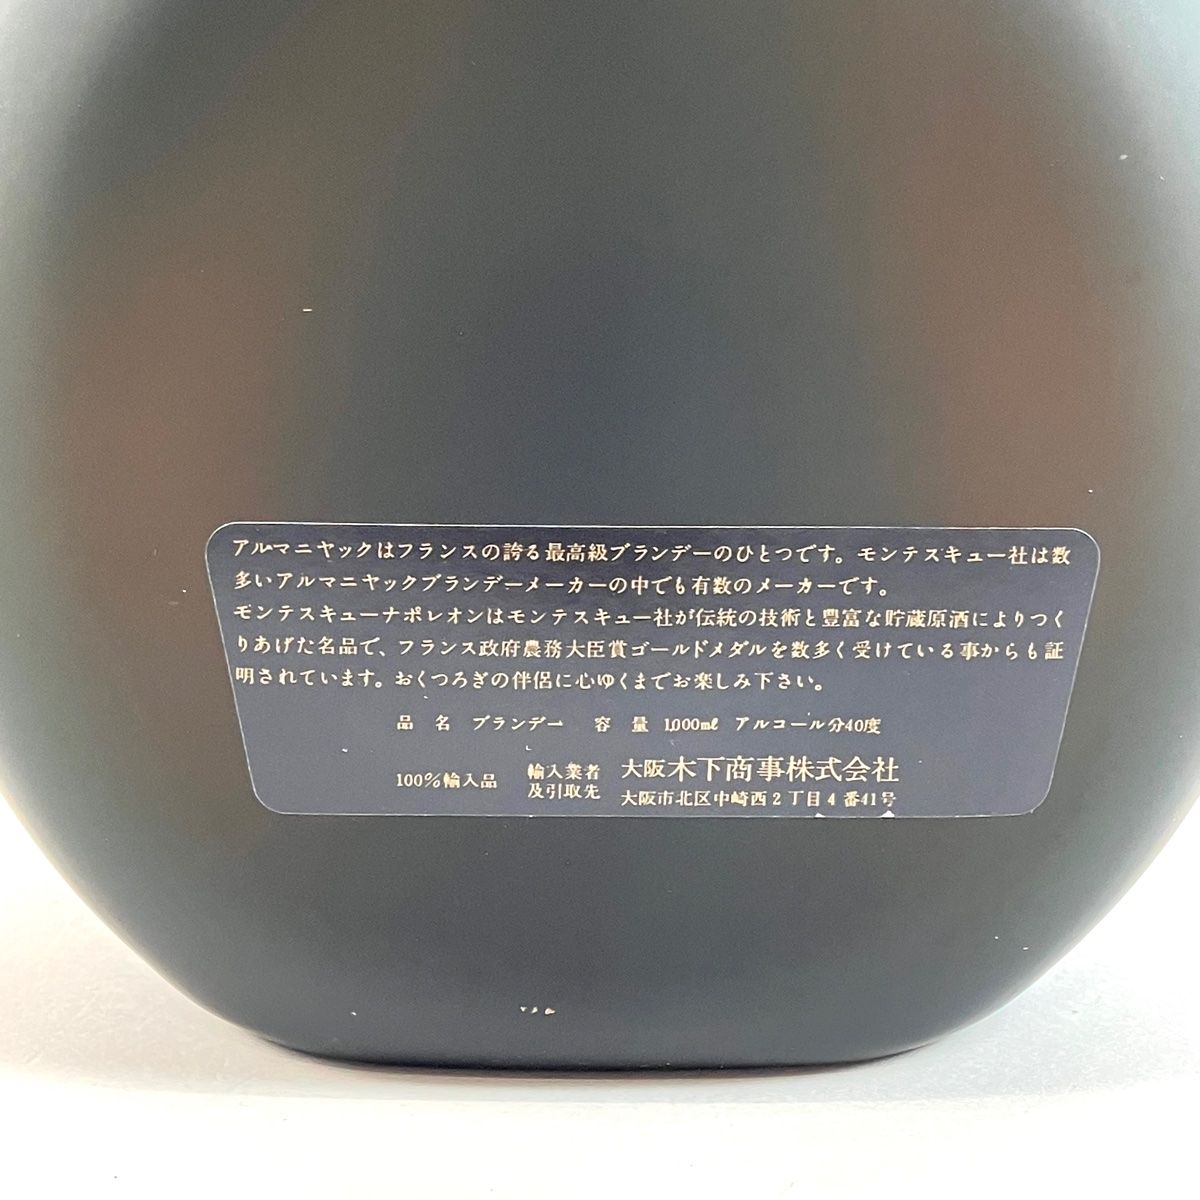 アルマニヤックはフランスの誇る最高級ブランデーのひとつです。モンテスキュー社は数
多いアルマニヤックブランデーメーカーの中でも有数のメーカーです。
モンテスキューナポレオンはモンテスキュー社が伝統の技術と豊富な貯蔵原酒によりつく
りあげた名品で、フランス政府農務大臣賞ゴールドメダルを数多く受けている事からも証
明されています。おくつろぎの伴侶に心ゆくまでお楽しみ下さい。
品 名 ブランデー 容 量 1,000ml アルコール分40度
100%輸入品 輸入業者 大阪木下商事株式会社
及引取先 大阪市北区中崎西2丁目4番41号